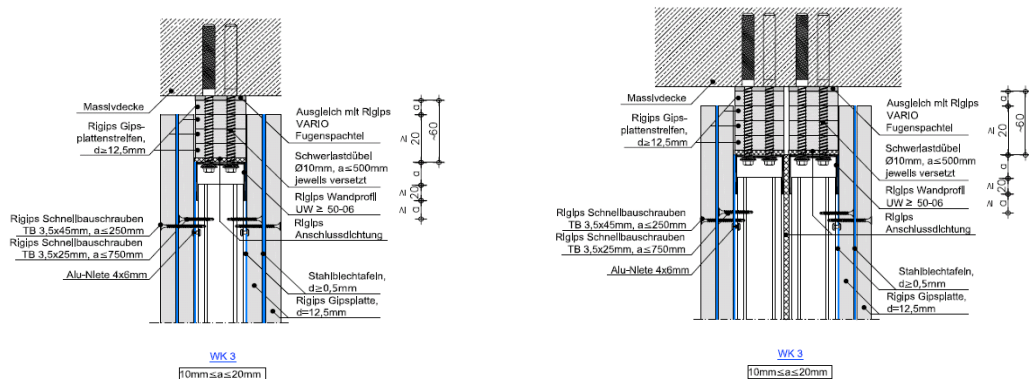 Massivdecke
Rigips Gips-
plattenstreifen,
d≥12,5mm
Rigips Schnellbauschrauben
TB 3,5x45mm, a≤250mm
Rigips Schnellbauschrauben
TB 3,5x25mm, a≤750mm
Alu-Niete 4x6mm
Ausgleich mit Rigips
VARIO
Fugenspachtel
Schwerlastdübel
Ø10mm, a≤500mm
jeweils versetzt
Rigips Wandprofil
UW ≥ 50-06
Rigips
Anschlussdichtung
Stahlblechtafeln,
d≥0,5mm
Rigips Gipsplatte,
d=12,5mm
a
≥ 20
~60
a
≥ 20
≥ a
WK 3
10mm≤a≤20mm
Massivdecke
Rigips Gips-
plattenstreifen,
d≥12,5mm
Rigips Schnellbauschrauben
TB 3,5x45mm, a≤250mm
Rigips Schnellbauschrauben
TB 3,5x25mm, a≤750mm
Alu-Niete 4x6mm
Ausgleich mit Rigips
VARIO
Fugenspachtel
Schwerlastdübel
Ø10mm, a≤500mm
jeweils versetzt
Rigips Wandprofil
UW ≥ 50-06
Rigips
Anschlussdichtung
Stahlblechtafeln,
d≥0,5mm
Rigips Gipsplatte,
d=12,5mm
a
≥ 20
~60
a
≥ 20
≥ a
WK 3
10mm≤a≤20mm